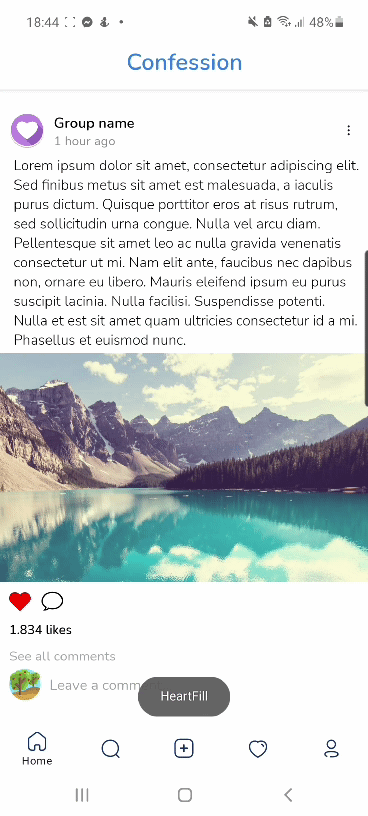 18:44 48%
Confession
Group name
1 hour ago
Lorem ipsum dolor sit amet, consectetur adipiscing elit.
Sed finibus metus sit amet est malesuada, a iaculis
purus dictum. Quisque porttitor eros at risus rutrum,
sed sollicitudin urna congue. Nulla vel arcu diam.
Pellentesque sit amet leo ac nulla gravida venenatis
consectetur ut mi. Nam elit ante, faucibus nec dapibus
non, ornare eu libero. Mauris eleifend ipsum eu purus
suscipit lacinia. Nulla facilisi. Suspendisse potenti.
Nulla et est sit amet quam ultricies consectetur id a mi.
Phasellus et euismod nunc.
1.834 likes
See all comments
Leave a comm
HeartFill
Home